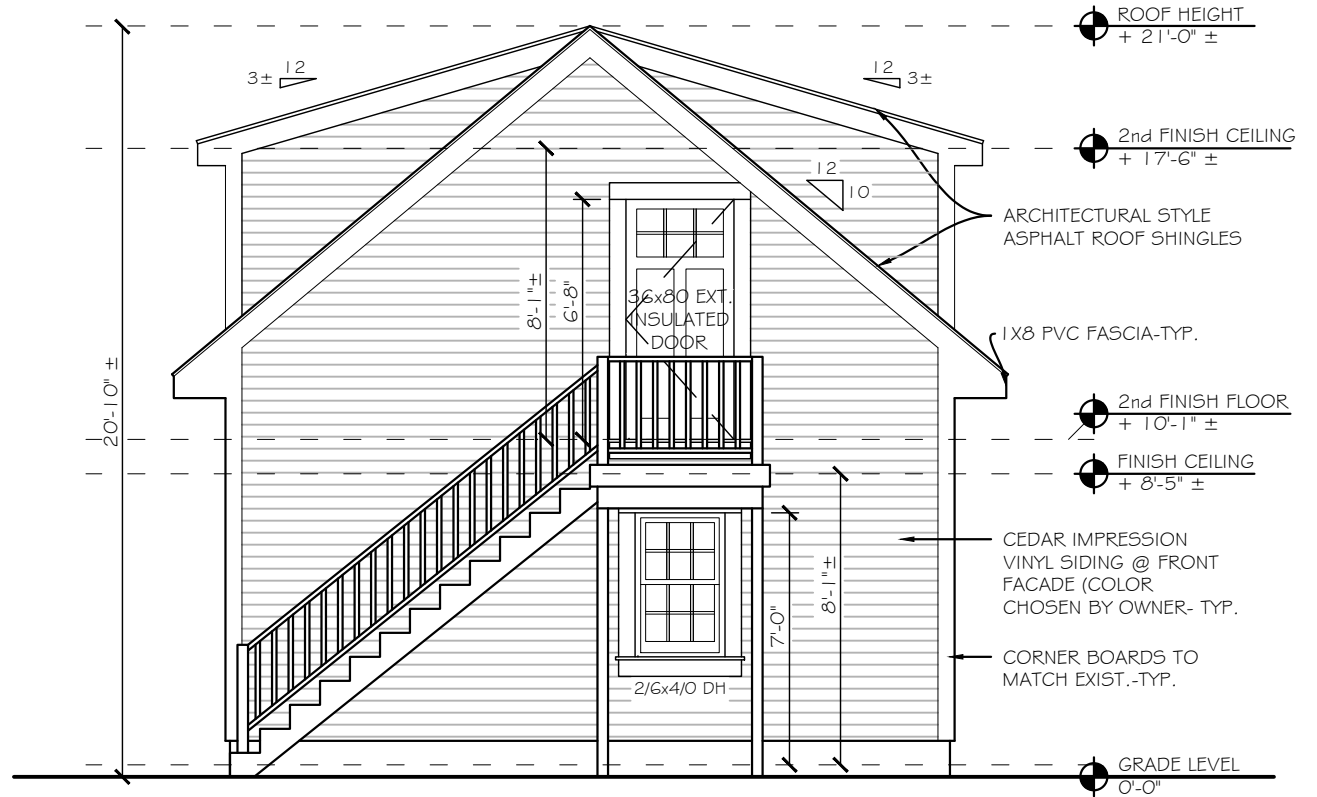 ROOF HEIGHT
+ 21'-0" ±
12
3±
12
3±
2nd FINISH CEILING
+ 17'-6" ±
12
10
ARCHITECTURAL STYLE
ASPHALT ROOF SHINGLES
8'-1"±
6'-8"
36x80 EXT.
INSULATED
DOOR
1X8 PVC FASCIA-TYP.
20'-10" ±
2nd FINISH FLOOR
+ 10'-1" ±
FINISH CEILING
+ 8'-5" ±
CEDAR IMPRESSION
VINYL SIDING @ FRONT
FACADE (COLOR
CHOSEN BY OWNER- TYP.
8'-1"±
7'-0"
CORNER BOARDS TO
MATCH EXIST.-TYP.
2/6x4/0 DH
GRADE LEVEL
0'-0"